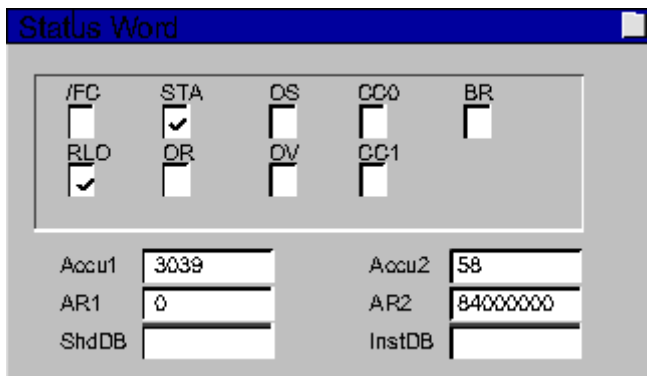 Status Word
/FC STA OS CC0 BR
RLO OR OV CC1
Accu1 3039 Accu2 58
AR1 0 AR2 84000000
ShdDB InstDB